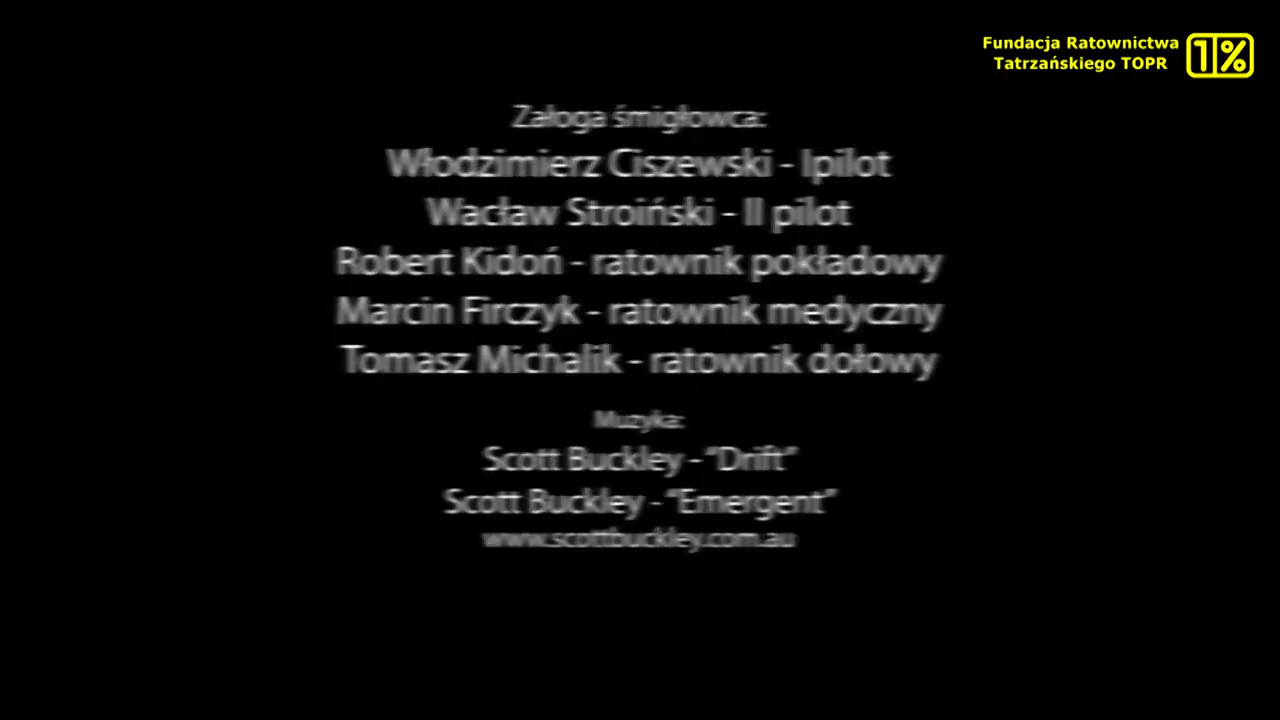 Fundacja Ratownictwa
Tatrzańskiego TOPR
1%
Załoga śmigłowca:
Włodzimierz Ciszewski - Ipilot
Wacław Stroiński - II pilot
Robert Kidoń - ratownik pokładowy
Marcin Firczyk - ratownik medyczny
Tomasz Michalik - ratownik dołowy
Muzyka:
Scott Buckley - “Drift”
Scott Buckley - “Emergent”
www.scottbuckley.com.au